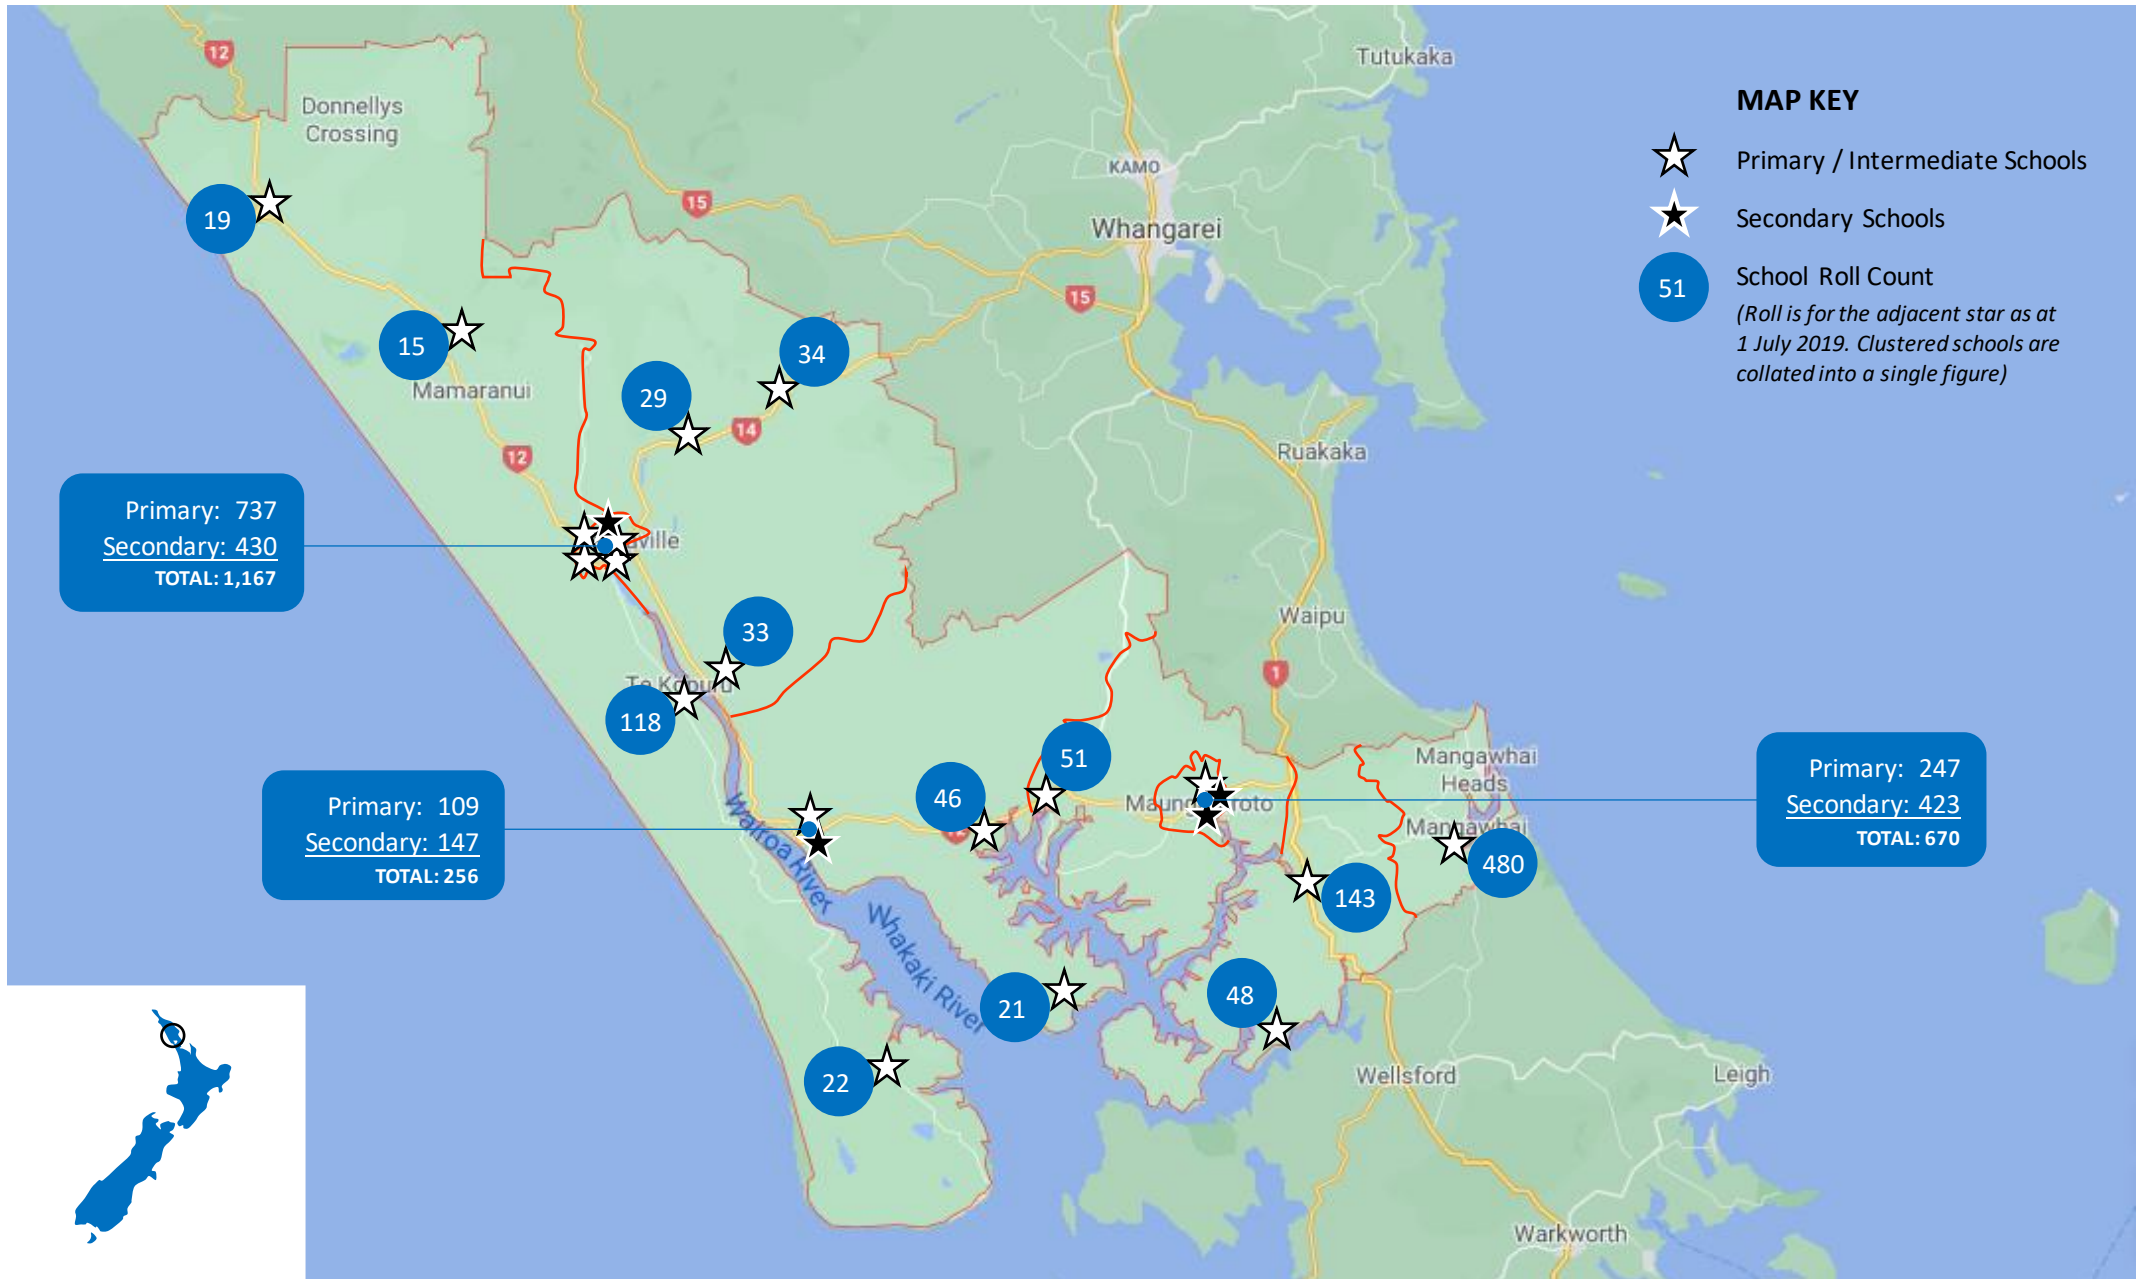 12
Donnellys
Crossing
Tutukaka
KAMO
15
Whangarei
15
MAP KEY
Primary / Intermediate Schools
Secondary Schools
51
School Roll Count
(Roll is for the adjacent star as at
1 July 2019. Clustered schools are
collated into a single figure)
19
15
Mamaranui
34
29
14
12
Ruakaka
Primary: 737
Secondary: 430
TOTAL: 1,167
Waipu
33
1
118
Primary: 109
Secondary: 147
TOTAL: 256
Wairoa River
46
51
Mangawhai
Heads
Mangawhai
480
143
Primary: 247
Secondary: 423
TOTAL: 670
Whakaki River
21
48
22
Wellsford
Leigh
Warkworth